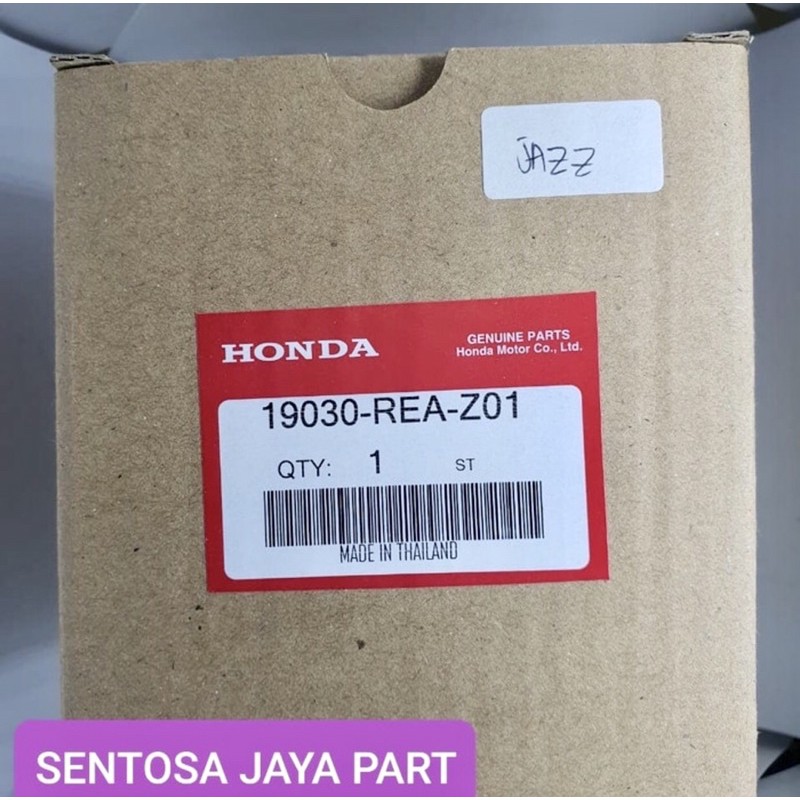 JAZZ
HONDA
GENUINE PARTS
Honda Motor Co., Ltd.
19030-REA-Z01
QTY: 1 ST
MADE IN THAILAND
SENTOSA JAYA PART